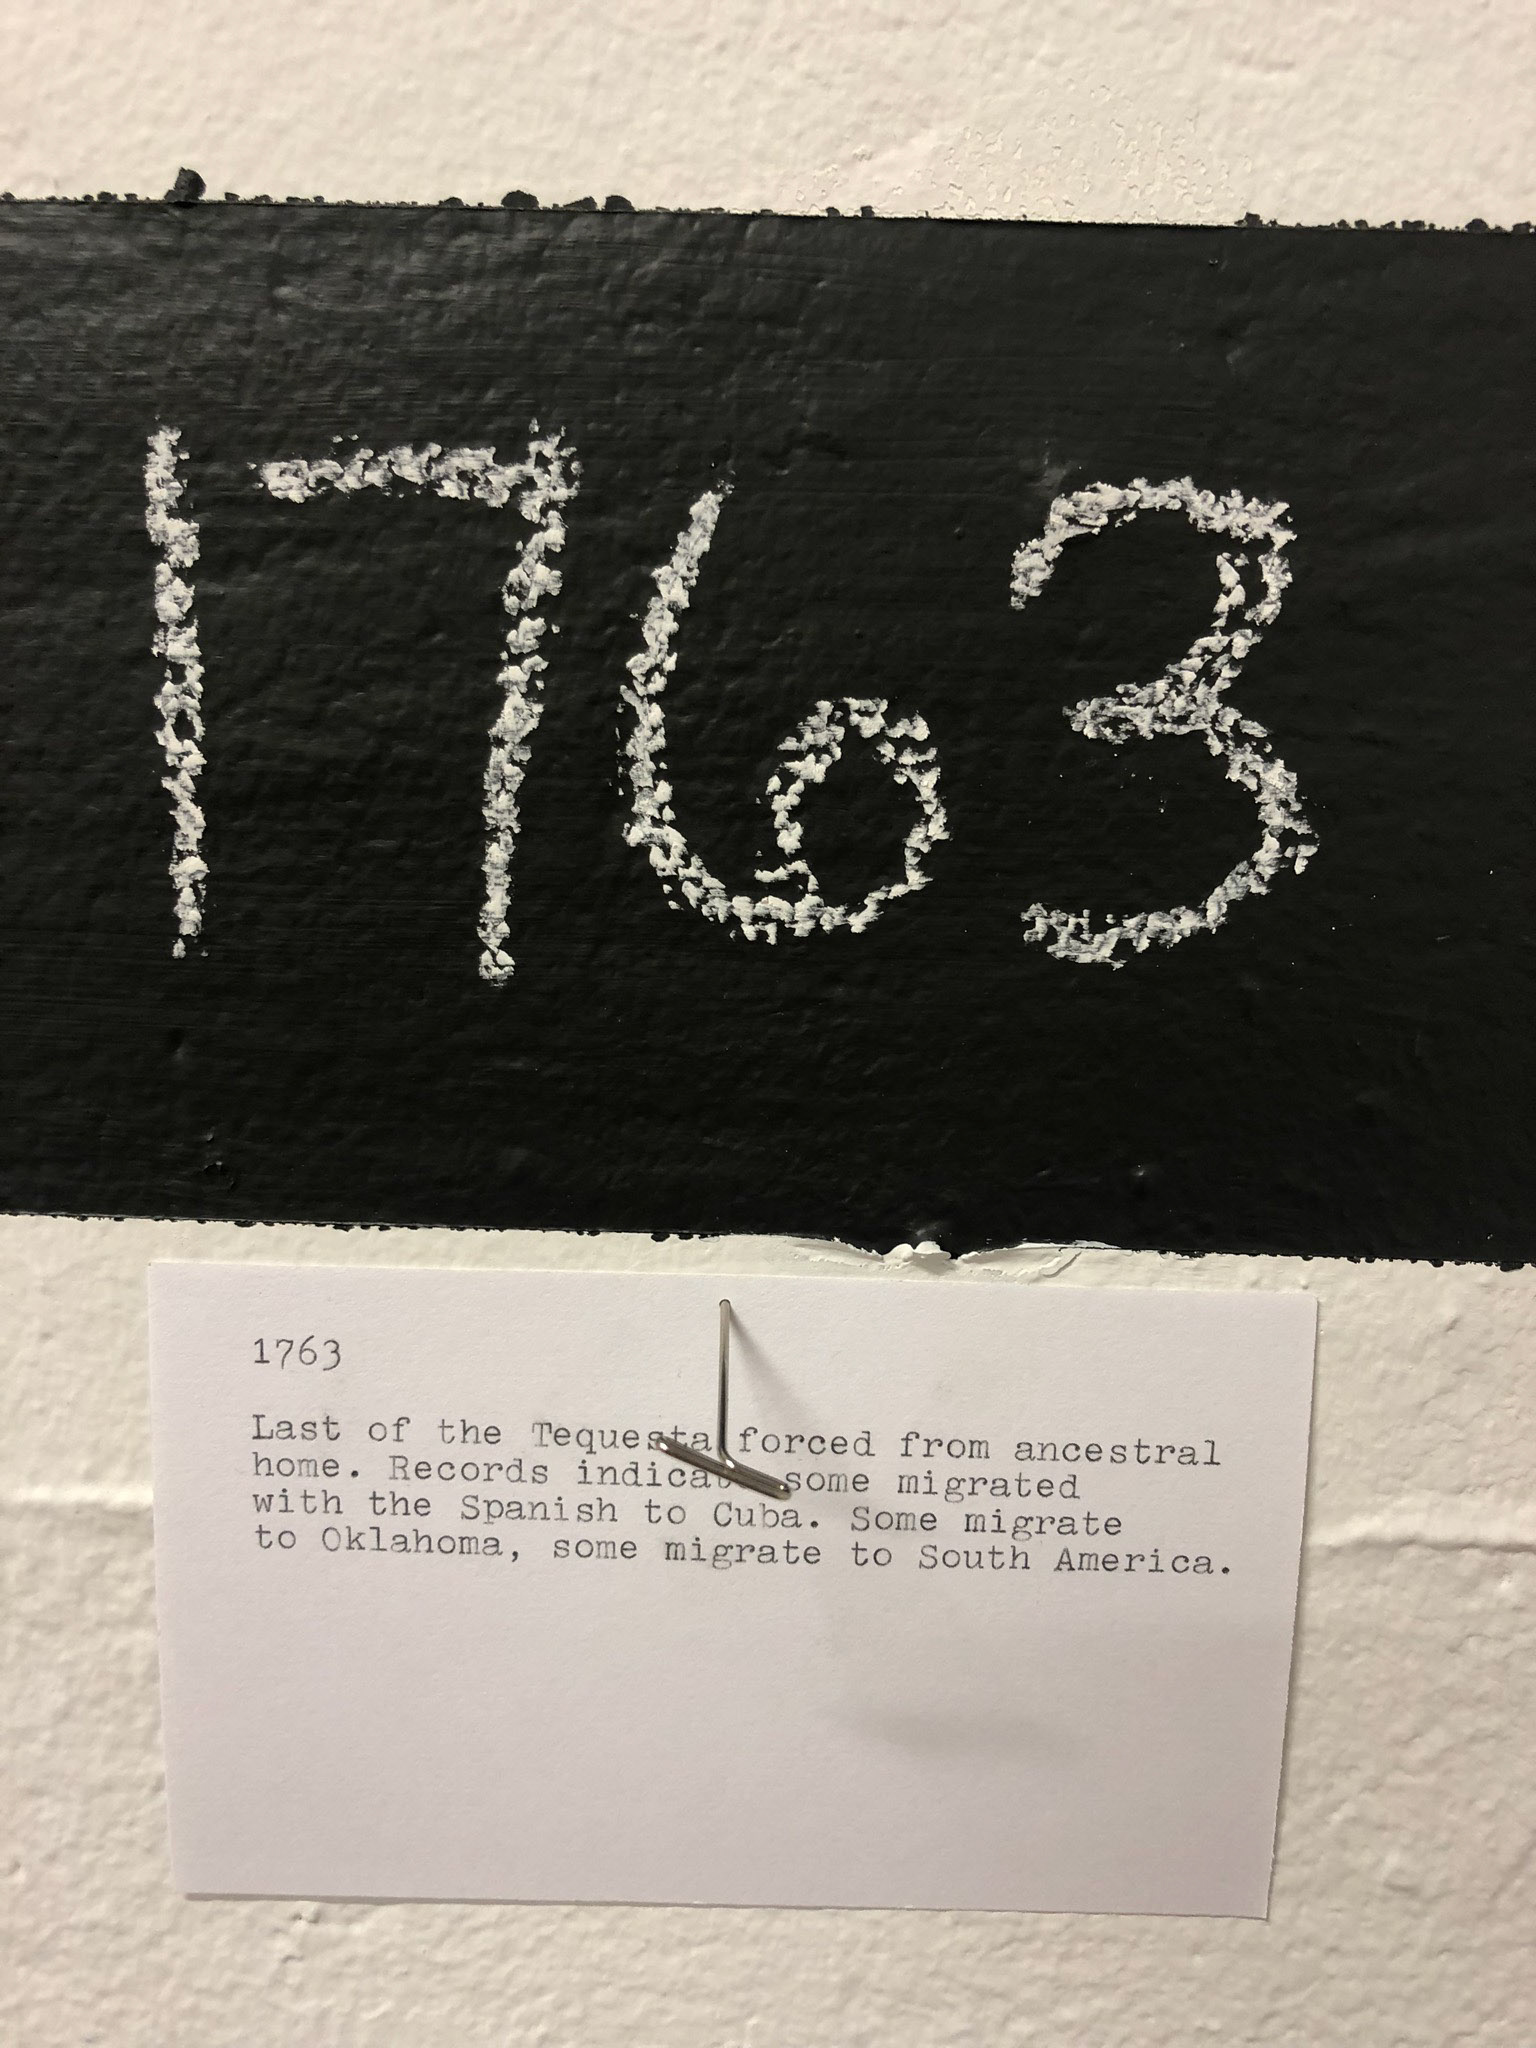 1763
1763
Last of the Tequesta forced from ancestral
home. Records indicate some migrated
with the Spanish to Cuba. Some migrate
to Oklahoma, some migrate to South America.